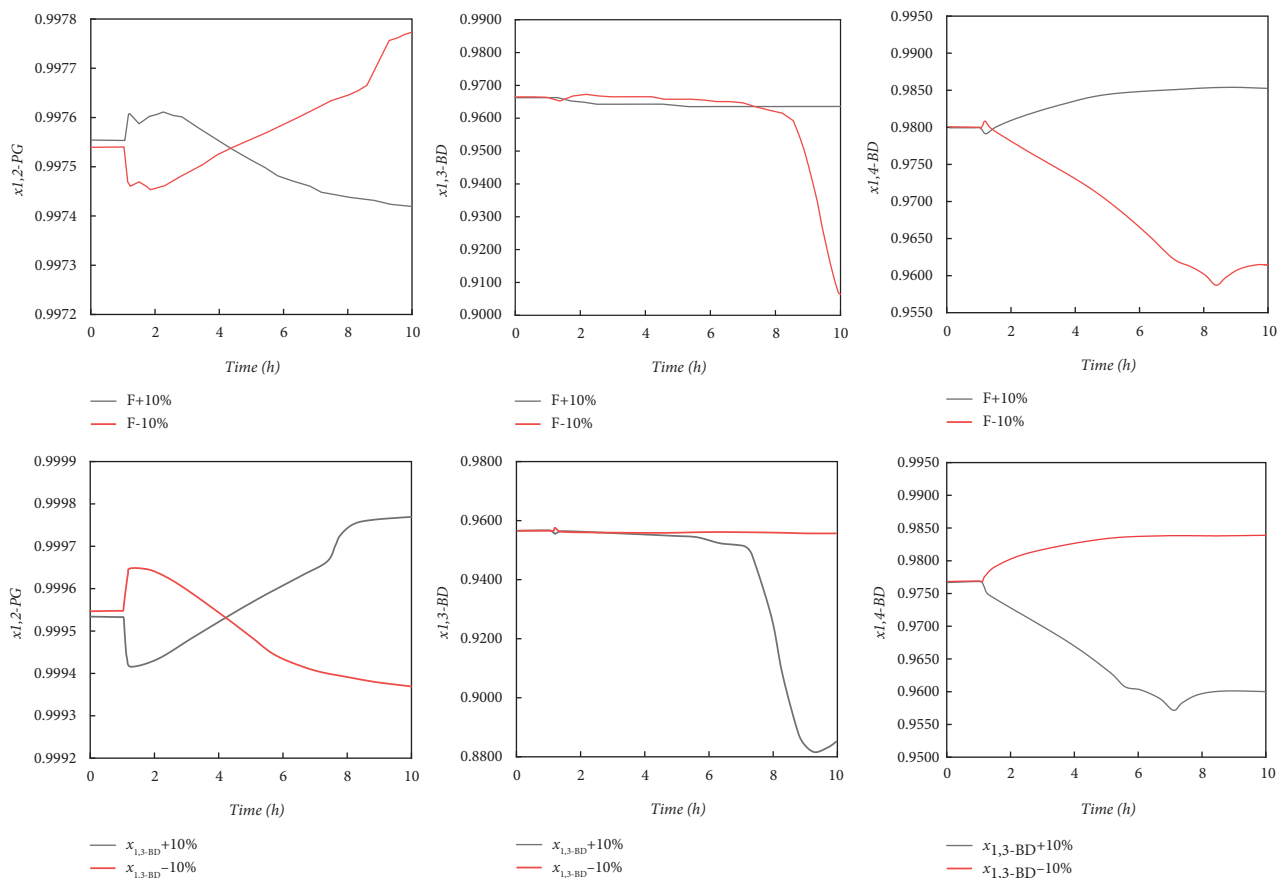 0.9978
0.9977
0.9976
0.9975
0.9974
0.9973
0.9972
x1,2-PG
0 2 4 6 8 10
Time (h)
F+10%
F-10%
0.9900
0.9800
0.9700
0.9600
0.9500
0.9400
0.9300
0.9200
0.9100
0.9000
x1,3-BD
0 2 4 6 8 10
Time (h)
F+10%
F-10%
0.9950
0.9900
0.9850
0.9800
0.9750
0.9700
0.9650
0.9600
0.9550
x1,4-BD
0 2 4 6 8 10
Time (h)
F+10%
F-10%
0.9999
0.9998
0.9997
0.9996
0.9995
0.9994
0.9993
0.9992
x1,2-PG
0 2 4 6 8 10
Time (h)
x1,3-BD+10%
x1,3-BD−10%
0.9800
0.9600
0.9400
0.9200
0.9000
0.8800
x1,3-BD
0 2 4 6 8 10
Time (h)
x1,3-BD+10%
x1,3-BD−10%
0.9950
0.9900
0.9850
0.9800
0.9750
0.9700
0.9650
0.9600
0.9550
0.9500
x1,4-BD
0 2 4 6 8 10
Time (h)
x1,3-BD+10%
x1,3-BD−10%